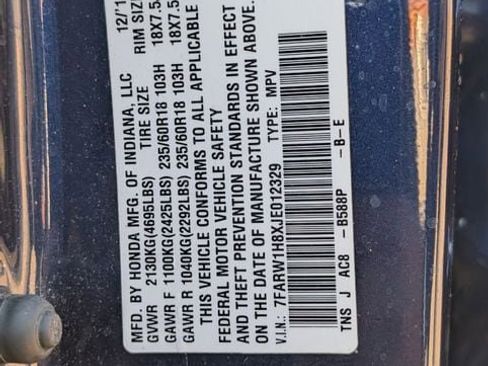 MFD. BY HONDA MFG. OF INDIANA, LLC 12/'1
GVWR 2130KG(4695LBS) TIRE SIZE RIM SIZ
GAWR F 1100KG(2425LBS) 235/60R18 103H 18X7.5
GAWR R 1040KG(2292LBS) 235/60R18 103H 18X7.5
THIS VEHICLE CONFORMS TO ALL APPLICABLE
FEDERAL MOTOR VEHICLE SAFETY
AND THEFT PREVENTION STANDARDS IN EFFECT
ON THE DATE OF MANUFACTURE SHOWN ABOVE.
V.I.N.: 7FARW1H8XJE012329 TYPE: MPV
TNS J AC8 -B588P -B-E